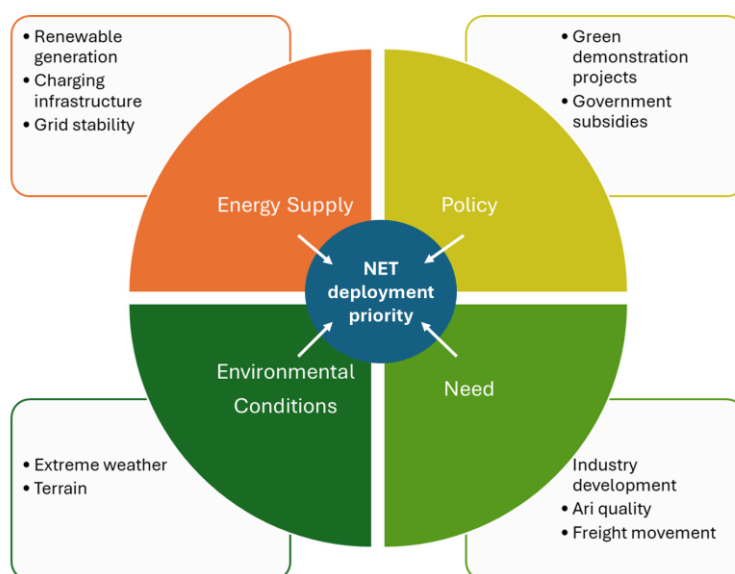 • Renewable
generation
• Charging
infrastructure
• Grid stability
• Green
demonstration
projects
• Government
subsidies
Energy Supply
Policy
NET
deployment
priority
Environmental
Conditions
Need
• Extreme weather
• Terrain
Industry
development
• Ari quality
• Freight movement